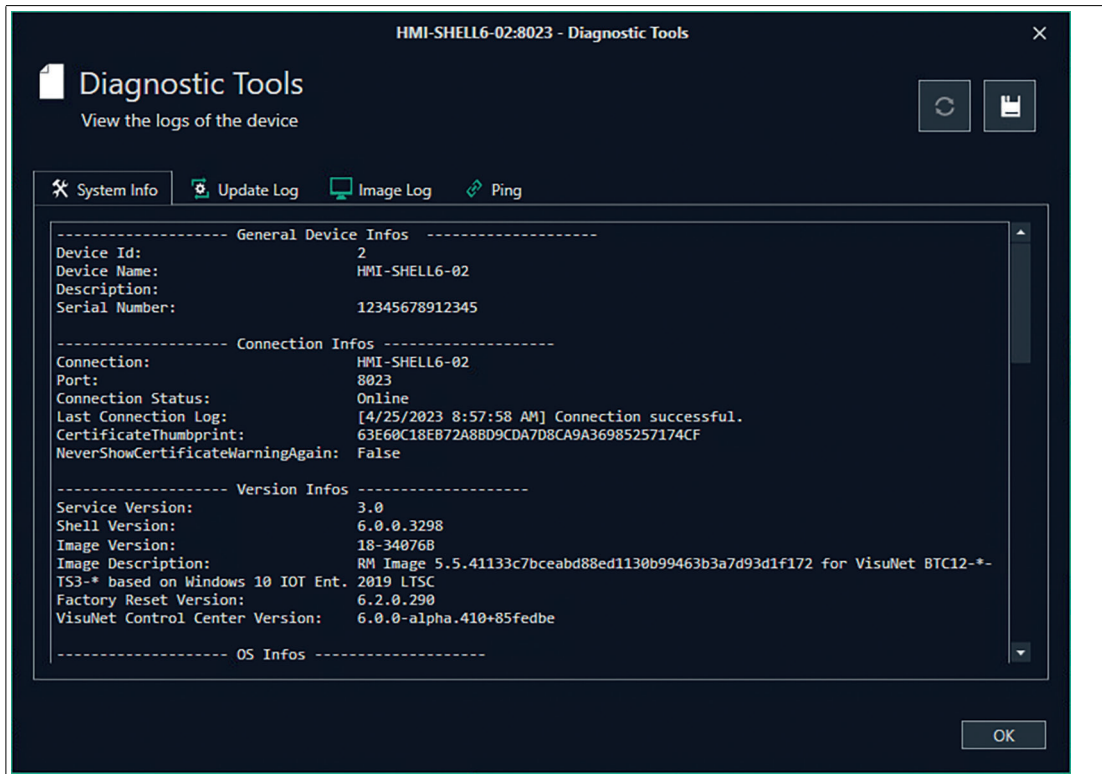 HMI-SHELL6-02:8023 - Diagnostic Tools
Diagnostic Tools
View the logs of the device
System Info Update Log Image Log Ping
-------------------- General Device Infos --------------------
Device Id: 2
Device Name: HMI-SHELL6-02
Description:
Serial Number: 12345678912345
-------------------- Connection Infos --------------------
Connection: HMI-SHELL6-02
Port: 8023
Connection Status: Online
Last Connection Log: [4/25/2023 8:57:58 AM] Connection successful.
CertificateThumbprint: 63E60C18EB72A8BD9CDA7D8CA9A36985257174CF
NeverShowCertificateWarningAgain: False
-------------------- Version Infos --------------------
Service Version: 3.0
Shell Version: 6.0.0.3298
Image Version: 18-34076B
Image Description: RM Image 5.5.41133c7bceabd88ed1130b99463b3a7d93d1f172 for VisuNet BTC12-*-
TS3-* based on Windows 10 IOT Ent. 2019 LTSC
Factory Reset Version: 6.2.0.290
VisuNet Control Center Version: 6.0.0-alpha.410+85fedbe
-------------------- OS Infos --------------------
OK